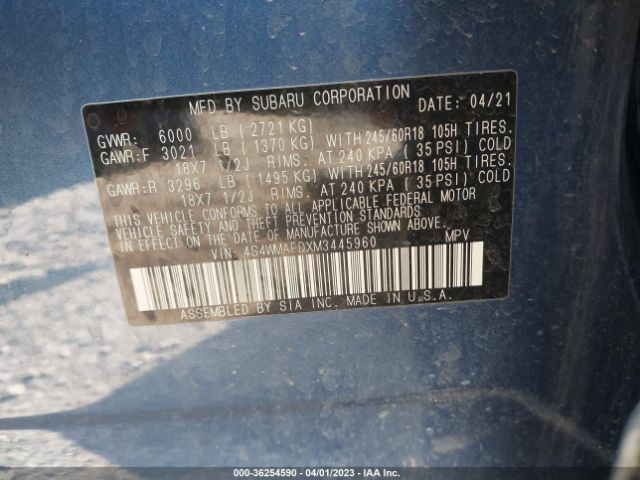 MFD BY SUBARU CORPORATION DATE: 04/21
GVWR: 6000 LB (2721 KG)
GAWR:F 3021 LB (1370 KG) WITH 245/60R18 105H TIRES.
18X7 1/2J RIMS. AT 240 KPA (35 PSI) COLD
GAWR:R 3296 LB (1495 KG) WITH 245/60R18 105H TIRES.
18X7 1/2J RIMS. AT 240 KPA (35 PSI) COLD
THIS VEHICLE CONFORMS TO ALL APPLICABLE FEDERAL MOTOR
VEHICLE SAFETY AND THEFT PREVENTION STANDARDS
IN EFFECT ON THE DATE OF MANUFACTURE SHOWN ABOVE.
VIN: 4S4WMAFDXM3445960 MPV
ASSEMBLED BY SIA INC. MADE IN U.S.A.
000-36254590 - 04/01/2023 - IAA Inc.